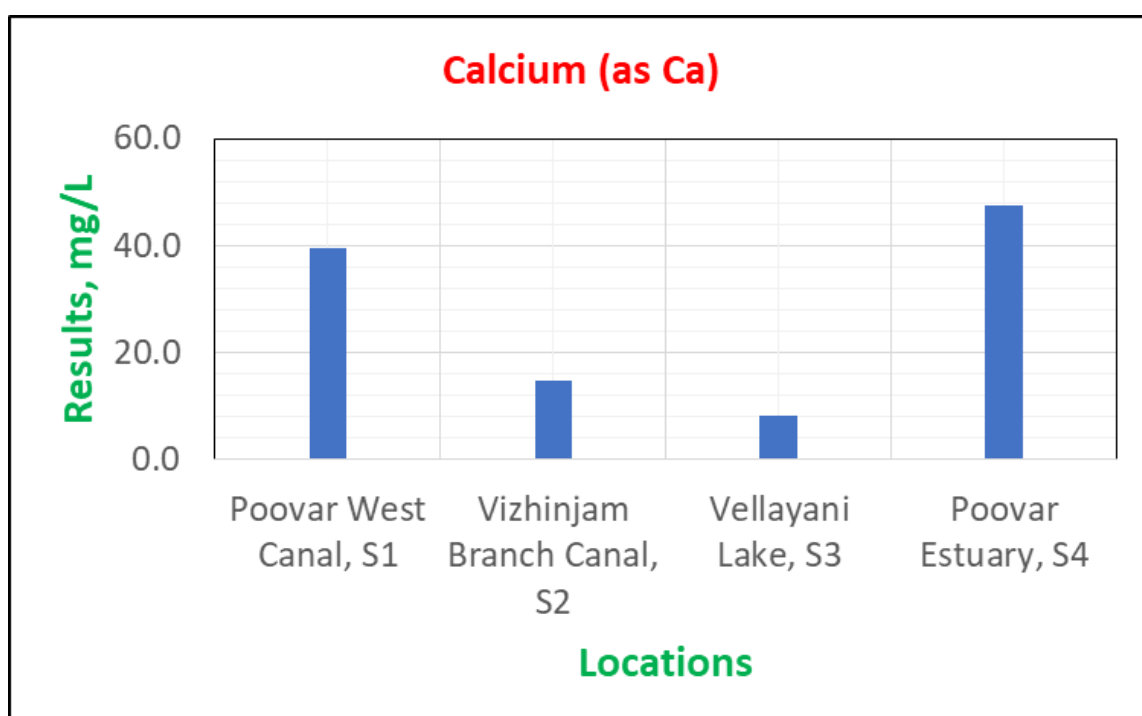 Calcium (as Ca)
Results, mg/L
60.0
40.0
20.0
0.0
Poovar West
Canal, S1
Vizhinjam
Branch Canal,
S2
Vellayani
Lake, S3
Poovar
Estuary, S4
Locations